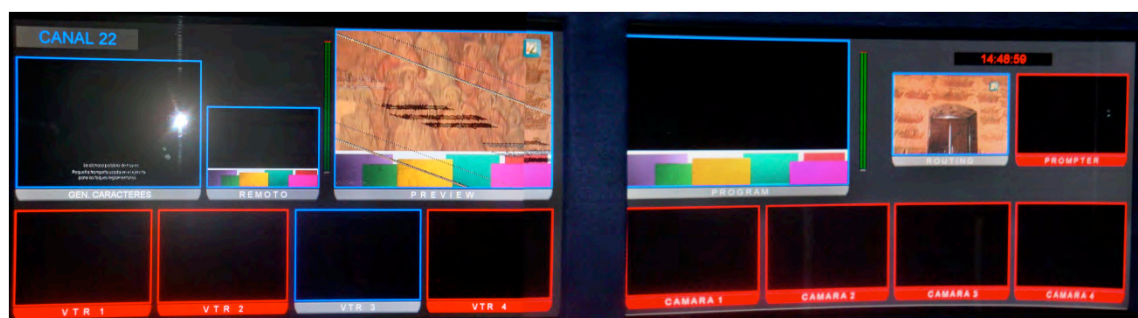 CANAL 22
14:48:59
GEN. CARACTERES
REMOTO
PREVIEW
PROGRAM
ROUTING
PROMPTER
VTR 1
VTR 2
VTR 3
VTR 4
CAMARA 1
CAMARA 2
CAMARA 3
CAMARA 4